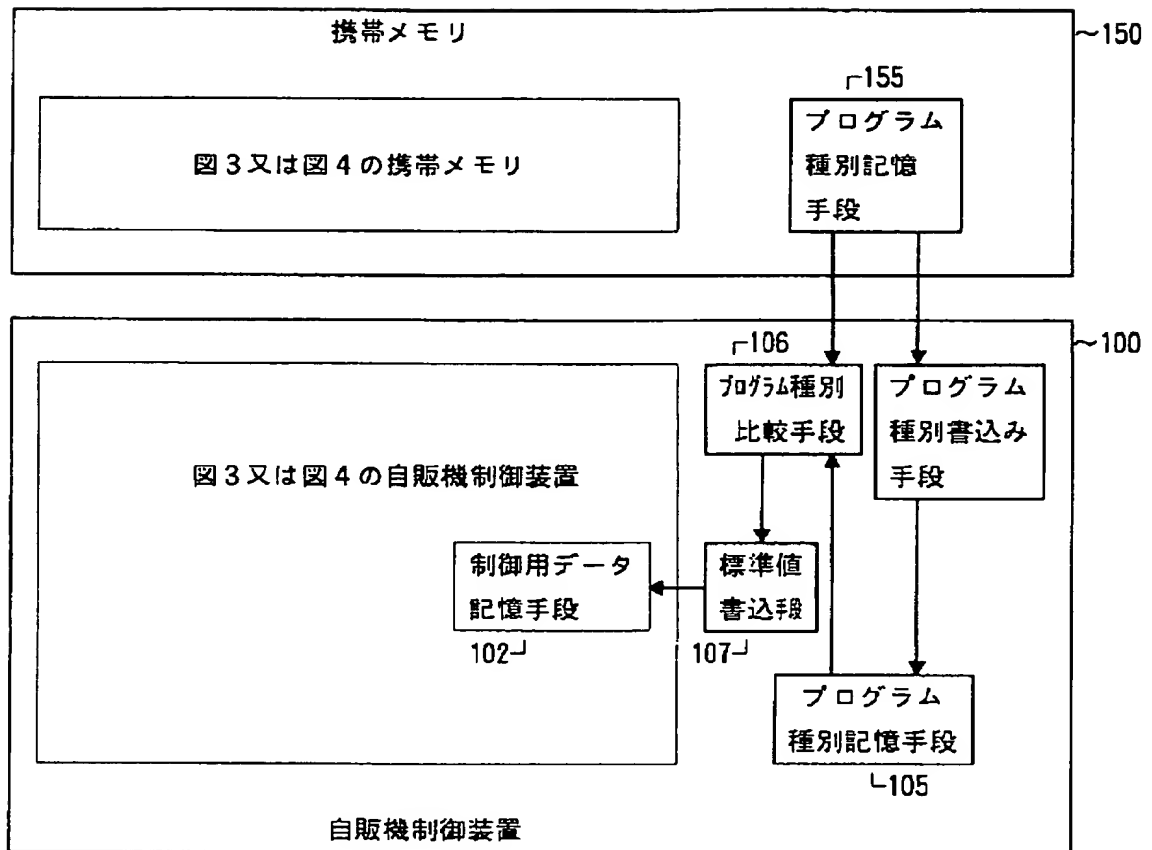 携帯メモリ
~150
┌155
プログラム
種別記憶
手段
図3又は図4の携帯メモリ
~100
┌106
プログラム種別
比較手段
プログラム
種別書込み
手段
図3又は図4の自販機制御装置
制御用データ
記憶手段
102┘
標準値
書込手段
107┘
プログラム
種別記憶手段
└105
自販機制御装置